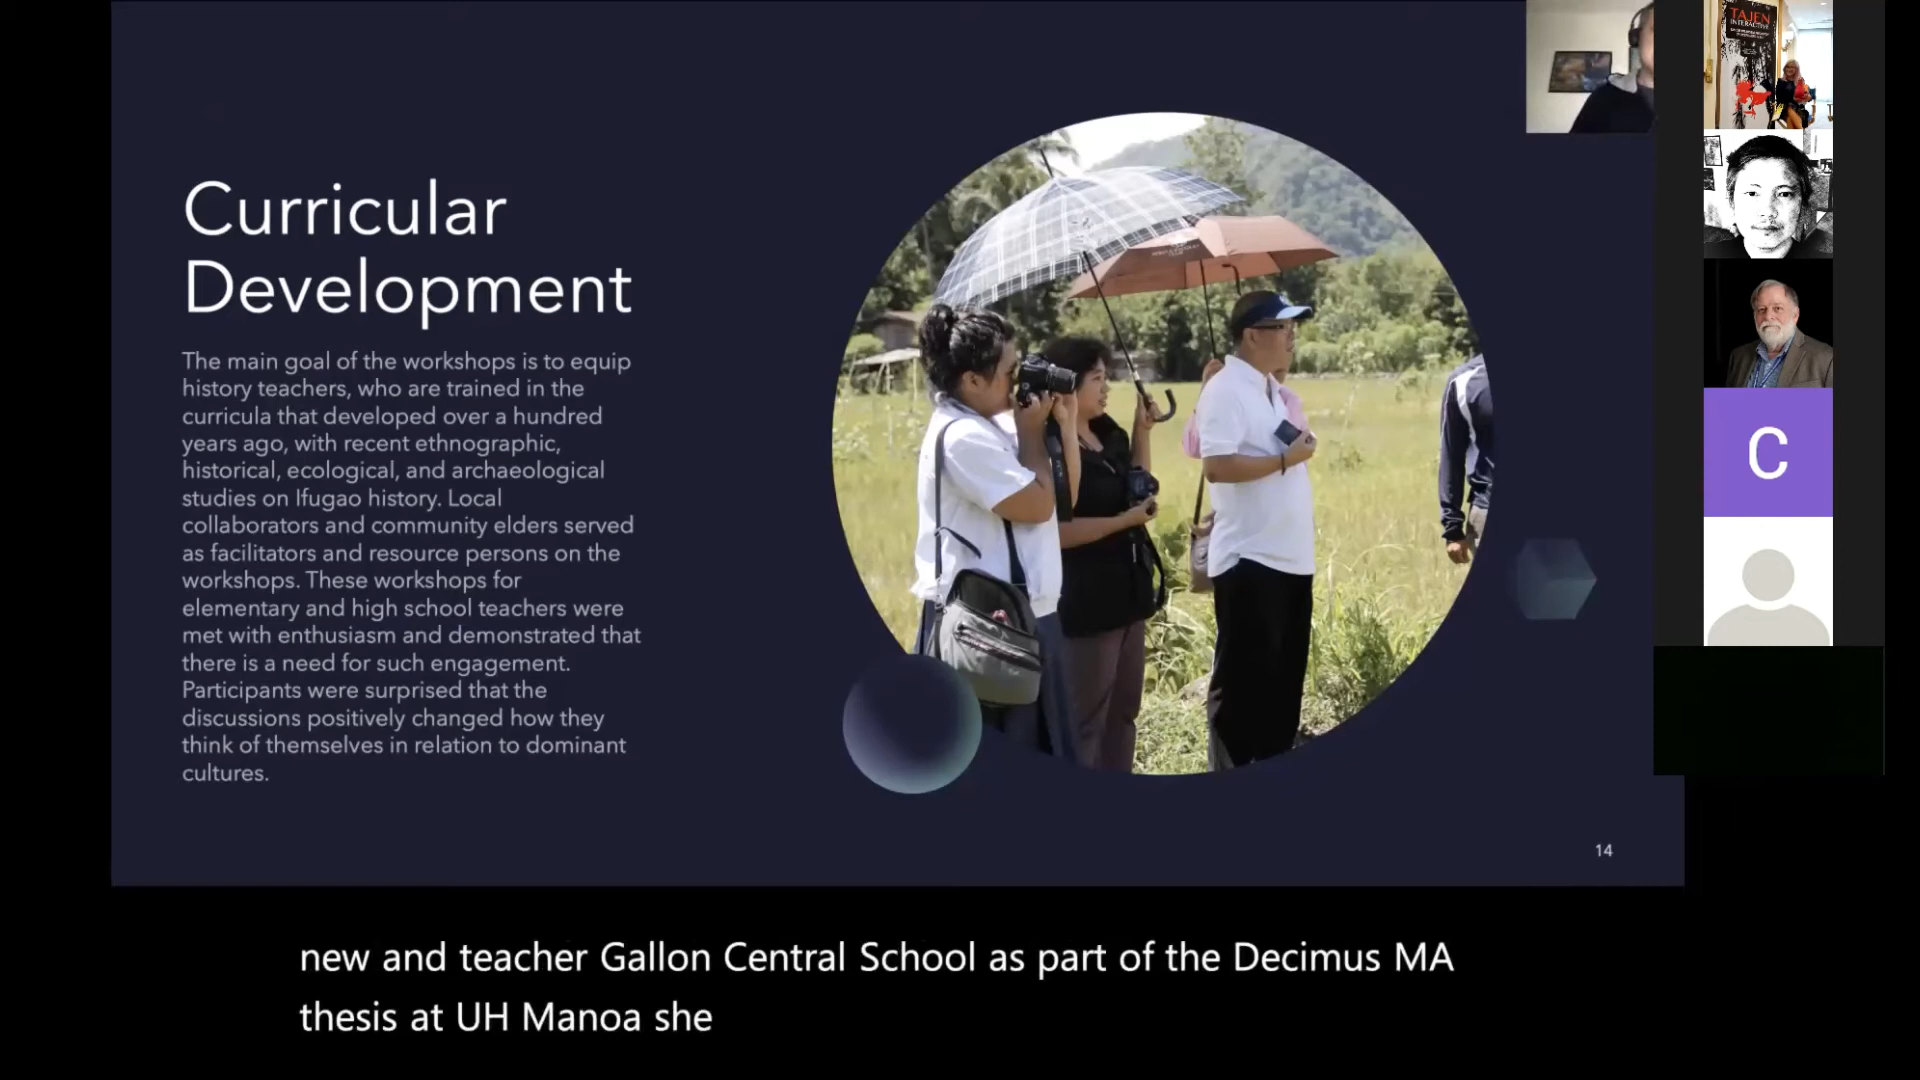 TAJEN
INTERACTIVE
Curricular
Development
The main goal of the workshops is to equip
history teachers, who are trained in the
curricula that developed over a hundred
years ago, with recent ethnographic,
historical, ecological, and archaeological
studies on Ifugao history. Local
collaborators and community elders served
as facilitators and resource persons on the
workshops. These workshops for
elementary and high school teachers were
met with enthusiasm and demonstrated that
there is a need for such engagement.
Participants were surprised that the
discussions positively changed how they
think of themselves in relation to dominant
cultures.
C
14
new and teacher Gallon Central School as part of the Decimus MA
thesis at UH Manoa she